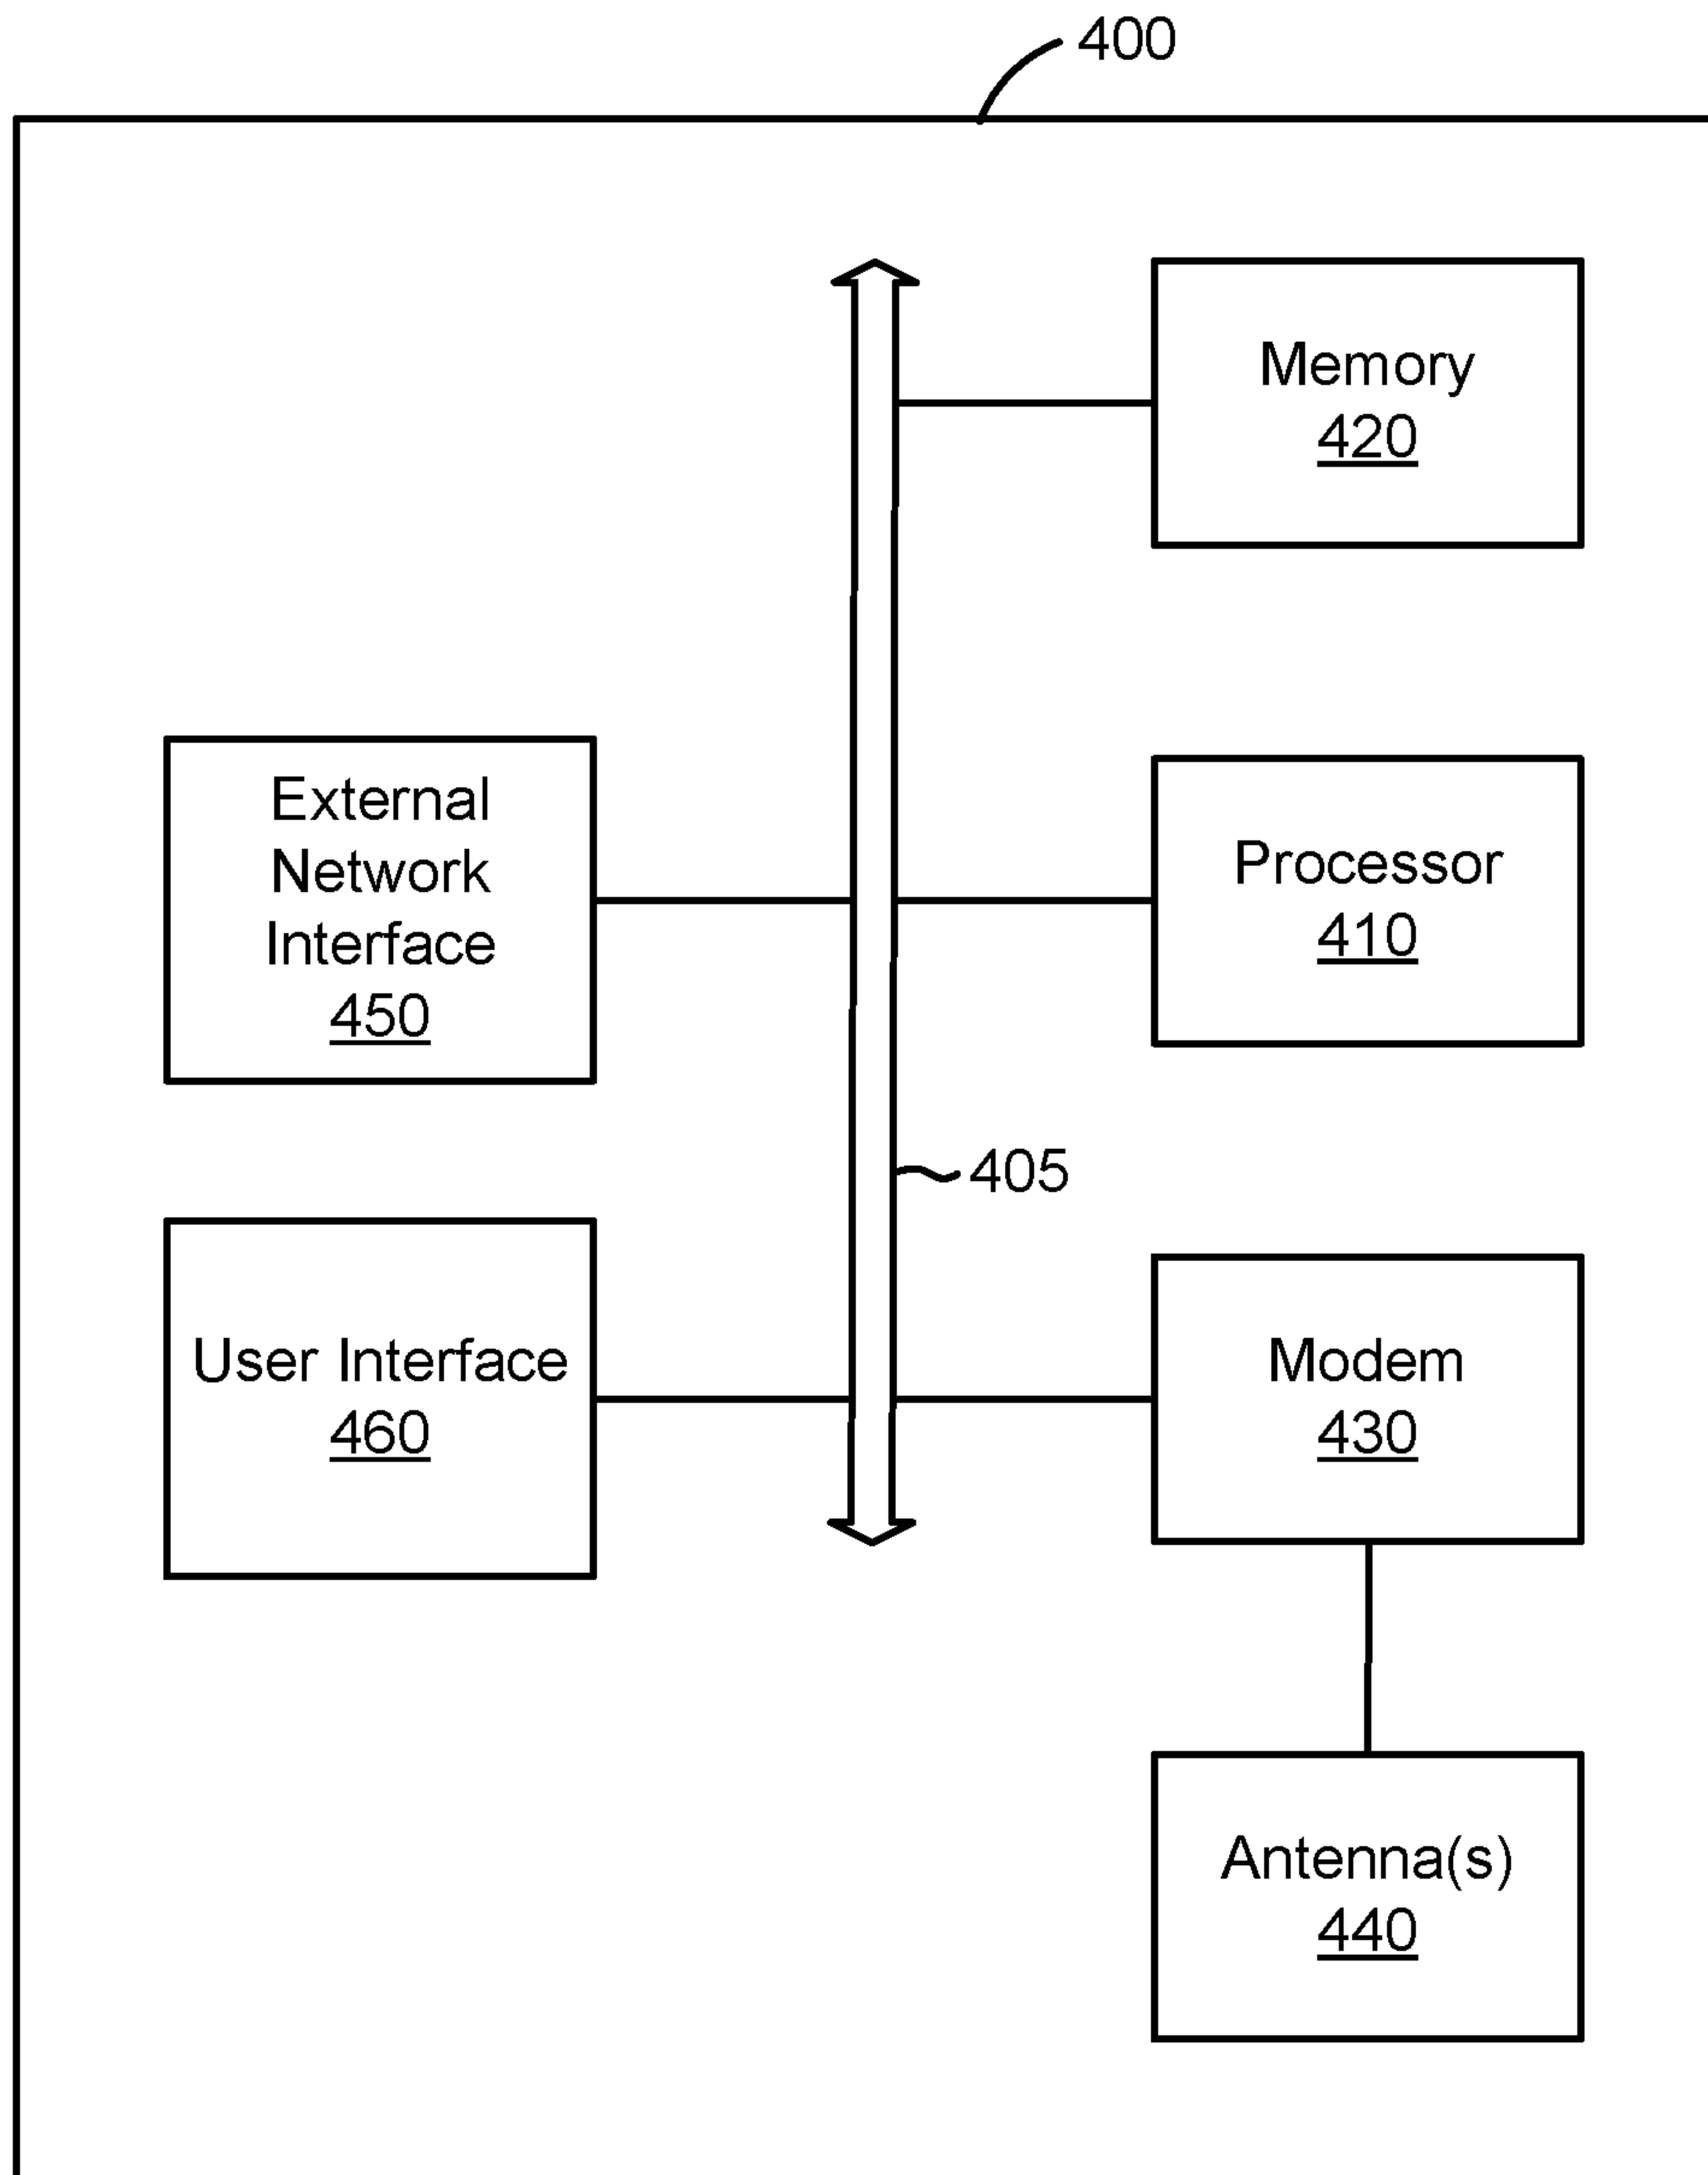 400
Memory
420
External
Network
Interface
450
Processor
410
405
User Interface
460
Modem
430
Antenna(s)
440